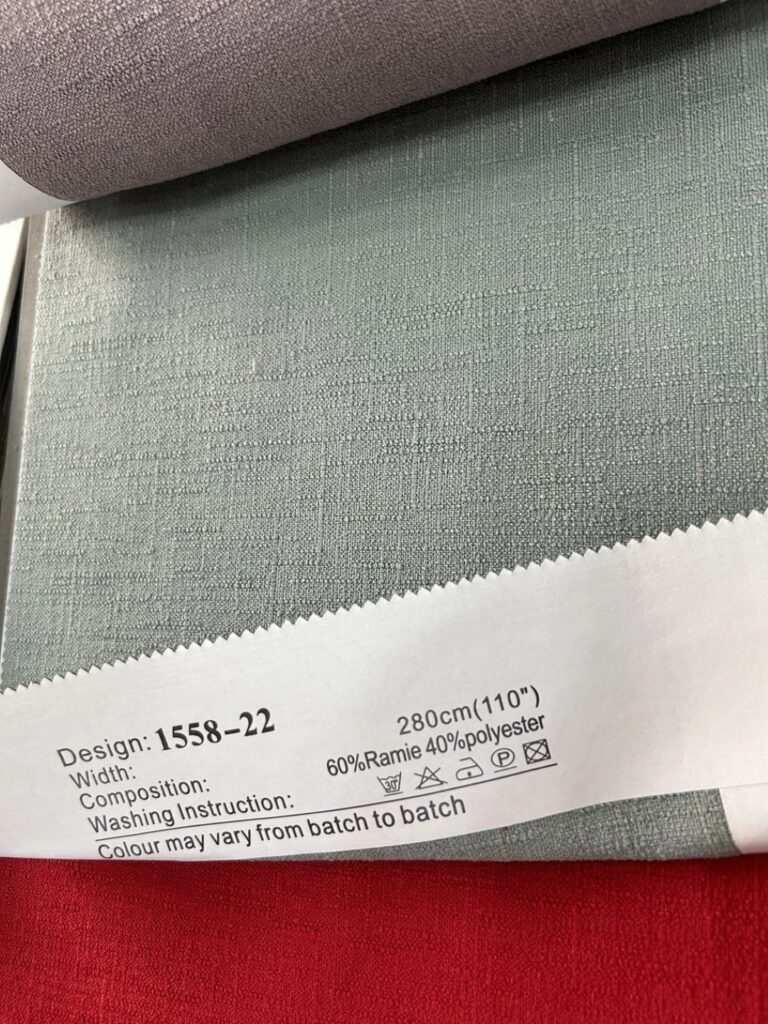 Design: 1558-22
Width: 280cm(110")
Composition: 60%Ramie 40%polyester
Washing Instruction: 30° P
Colour may vary from batch to batch